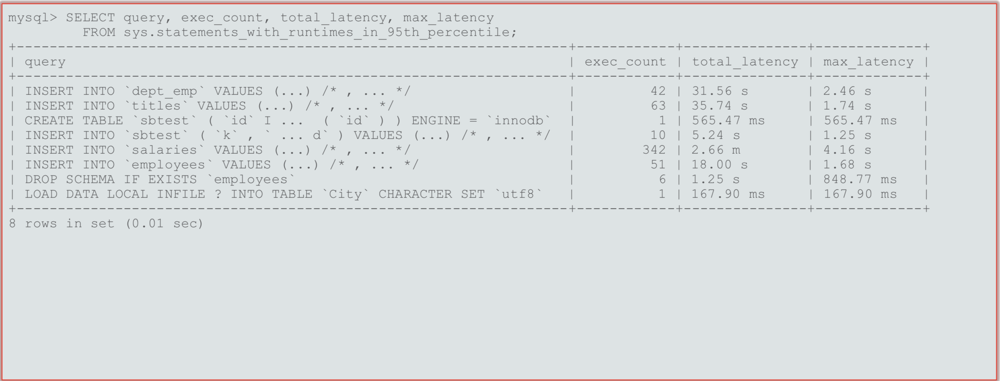 mysql> SELECT query, exec_count, total_latency, max_latency
         FROM sys.statements_with_runtimes_in_95th_percentile;
+-------------------------------------------------------------------+------------+---------------+-------------+
| query                                                             | exec_count | total_latency | max_latency |
+-------------------------------------------------------------------+------------+---------------+-------------+
| INSERT INTO `dept_emp` VALUES (...) /* , ... */                   |         42 | 31.56 s       | 2.46 s      |
| INSERT INTO `titles` VALUES (...) /* , ... */                     |         63 | 35.74 s       | 1.74 s      |
| CREATE TABLE `sbtest` ( `id` I ...  ( `id` ) ) ENGINE = `innodb`  |          1 | 565.47 ms     | 565.47 ms   |
| INSERT INTO `sbtest` ( `k` , ` ... d` ) VALUES (...) /* , ... */  |         10 | 5.24 s        | 1.25 s      |
| INSERT INTO `salaries` VALUES (...) /* , ... */                   |        342 | 2.66 m        | 4.16 s      |
| INSERT INTO `employees` VALUES (...) /* , ... */                  |         51 | 18.00 s       | 1.68 s      |
| DROP SCHEMA IF EXISTS `employees`                                 |          6 | 1.25 s        | 848.77 ms   |
| LOAD DATA LOCAL INFILE ? INTO TABLE `City` CHARACTER SET `utf8`   |          1 | 167.90 ms     | 167.90 ms   |
+-------------------------------------------------------------------+------------+---------------+-------------+
8 rows in set (0.01 sec)